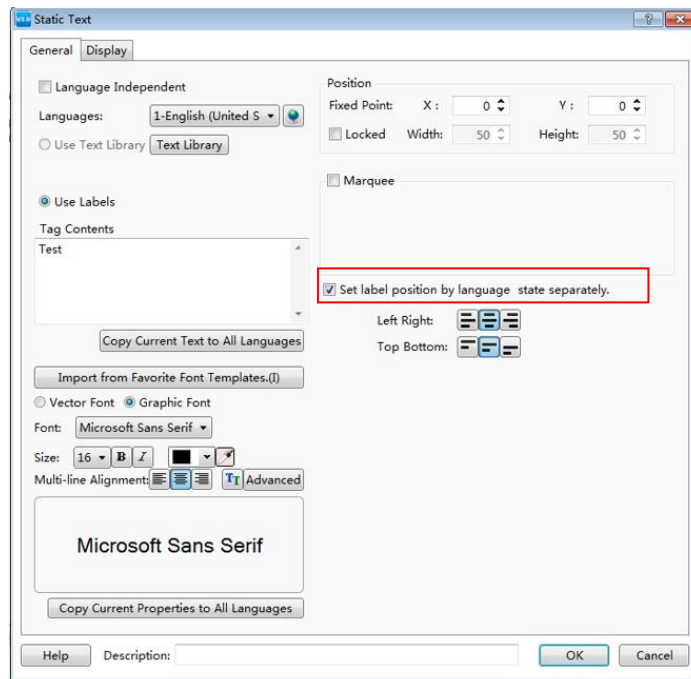 Static Text
General Display
Language Independent
Languages: 1-English (United S
Use Text Library Text Library
Use Labels
Tag Contents
Test
Copy Current Text to All Languages
Import from Favorite Font Templates.(I)
Vector Font Graphic Font
Font: Microsoft Sans Serif
Size: 16 B I
Multi-line Alignment: TT Advanced
Microsoft Sans Serif
Copy Current Properties to All Languages
Position
Fixed Point: X : 0 Y : 0
Locked Width: 50 Height: 50
Marquee
Set label position by language state separately.
Left Right:
Top Bottom:
Help Description: OK Cancel